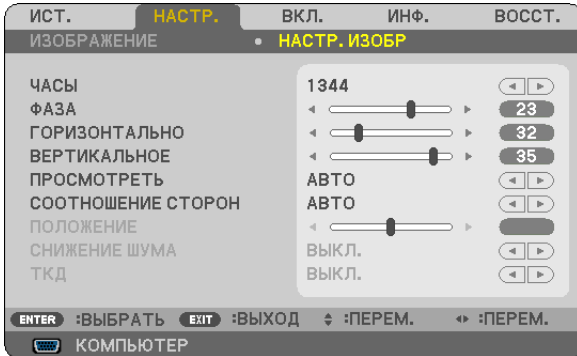 ИСТ. НАСТР. ВКЛ. ИНФ. ВОССТ.
ИЗОБРАЖЕНИЕ • НАСТР. ИЗОБР
ЧАСЫ 1344
ФАЗА 23
ГОРИЗОНТАЛЬНО 32
ВЕРТИКАЛЬНОЕ 35
ПРОСМОТРЕТЬ АВТО
СООТНОШЕНИЕ СТОРОН АВТО
ПОЛОЖЕНИЕ
СНИЖЕНИЕ ШУМА ВЫКЛ.
ТКД ВЫКЛ.
ENTER :ВЫБРАТЬ EXIT :ВЫХОД :ПЕРЕМ. :ПЕРЕМ.
КОМПЬЮТЕР